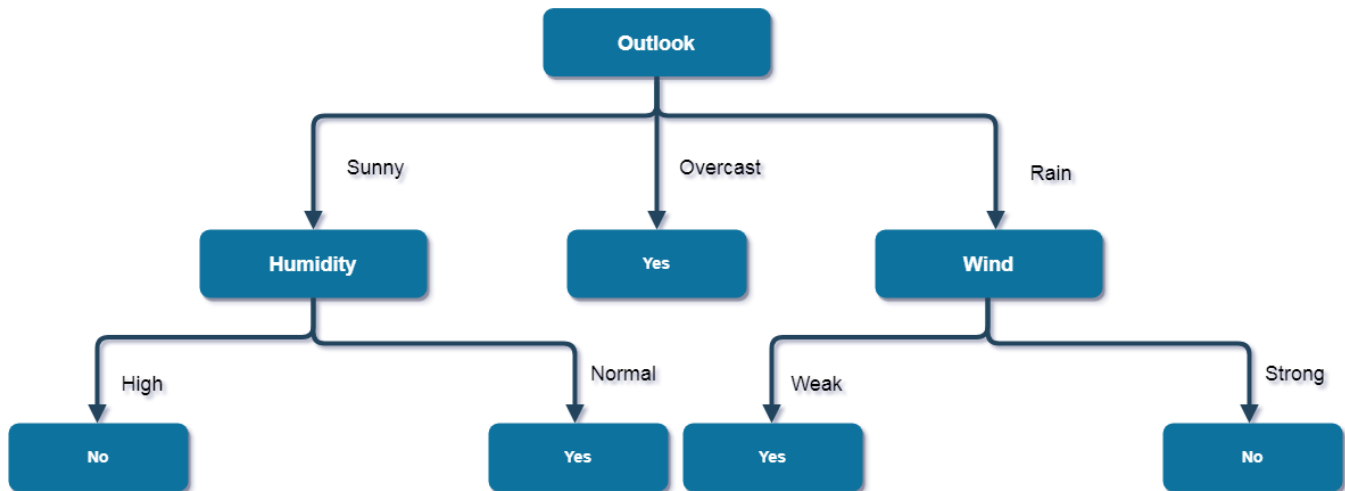 Outlook
Sunny
Overcast
Rain
Humidity
Yes
Wind
High
Normal
Weak
Strong
No
Yes
Yes
No